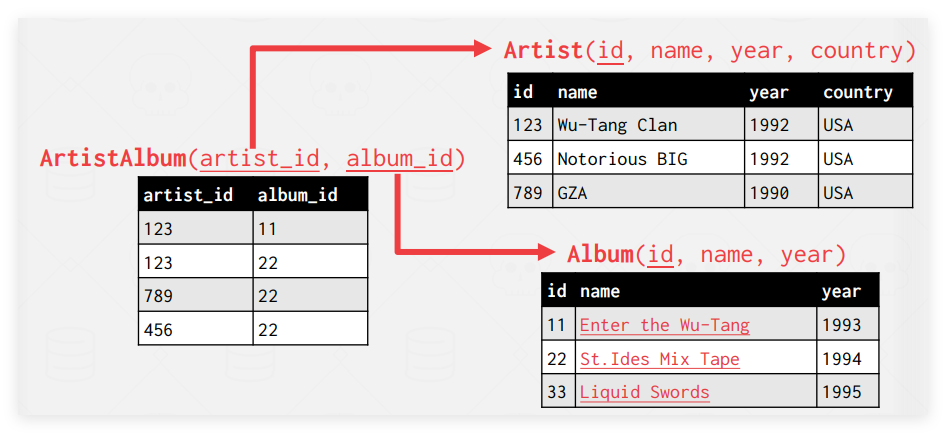 Artist(id, name, year, country)
id name year country
123 Wu-Tang Clan 1992 USA
456 Notorious BIG 1992 USA
789 GZA 1990 USA
ArtistAlbum(artist_id, album_id)
artist_id album_id
123 11
123 22
789 22
456 22
Album(id, name, year)
id name year
11 Enter the Wu-Tang 1993
22 St.Ides Mix Tape 1994
33 Liquid Swords 1995